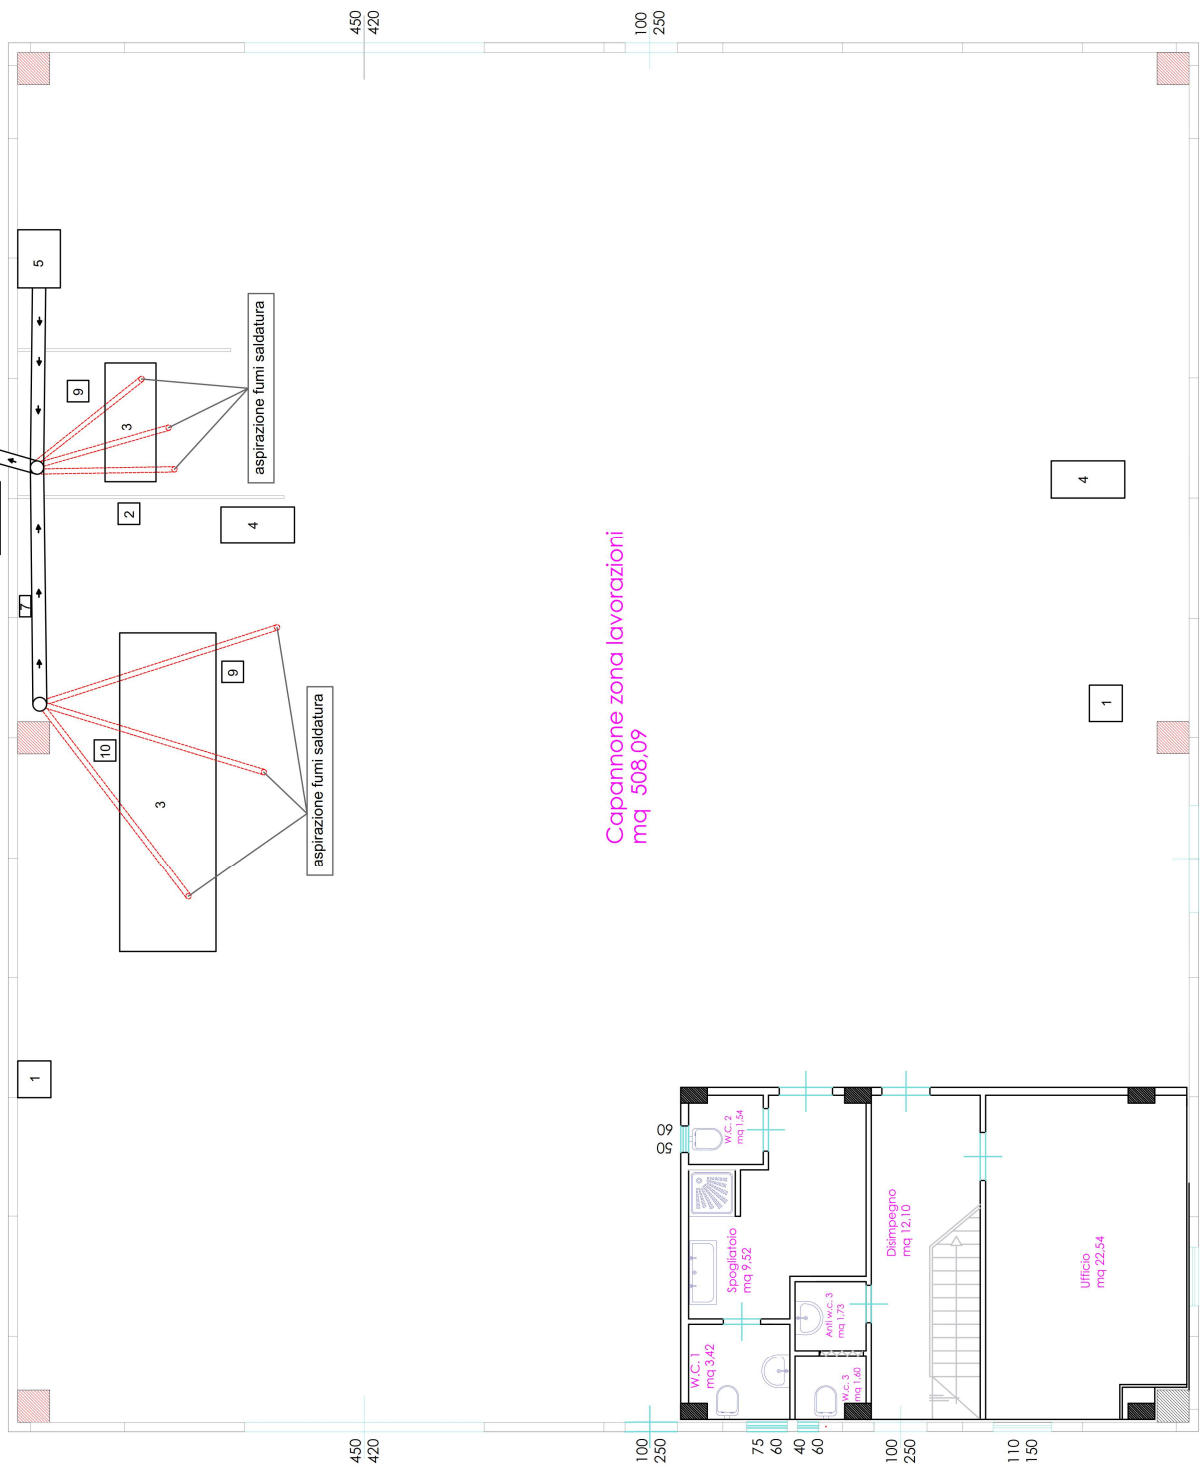 450
420
100
250
5
9
3
aspirazione fumi saldatura
2
4
7
9
aspirazione fumi saldatura
10
3
4
1
Capannone zona lavorazioni
mq 508,09
1
60
50
W.C. 2
mq 1,54
Spogliatoio
mq 9,52
Disimpegno
mq 12,10
Ufficio
mq 22,54
Anti w.c. 3
mq 1,73
W.C. 1
mq 3,42
w.c. 3
mq 1,60
450
420
100
250
75
60
40
60
100
250
110
150